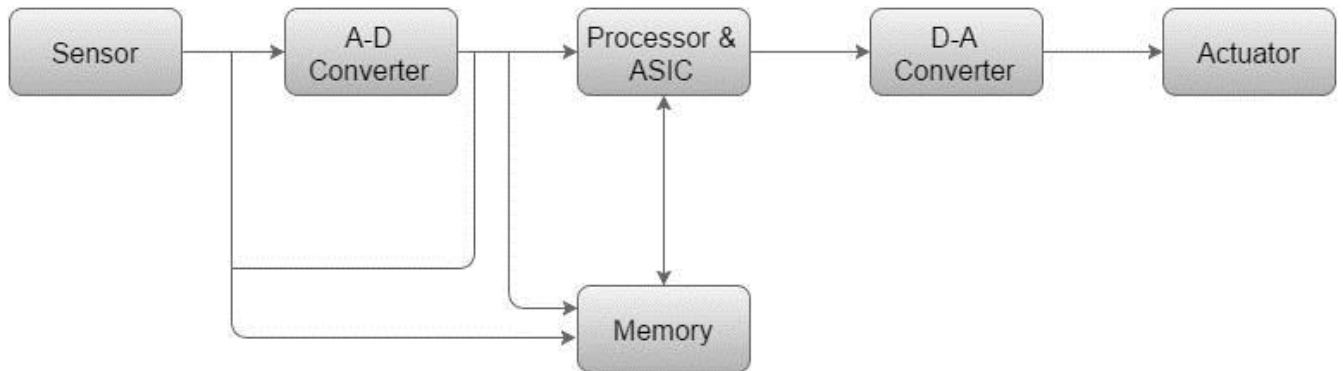 Sensor
A-D
Converter
Processor &
ASIC
D-A
Converter
Actuator
Memory